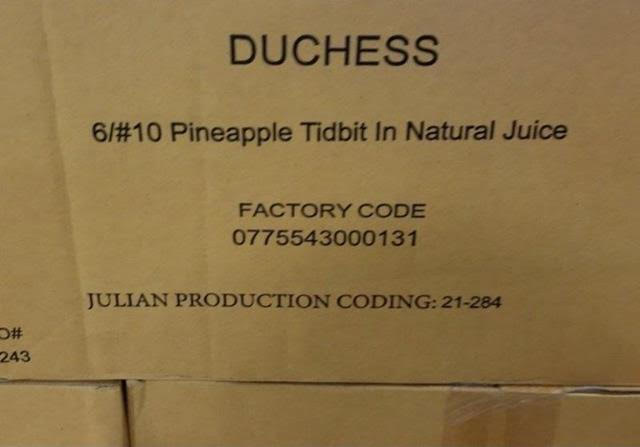 DUCHESS
6/#10 Pineapple Tidbit In Natural Juice
FACTORY CODE
0775543000131
JULIAN PRODUCTION CODING: 21-284
O#
243